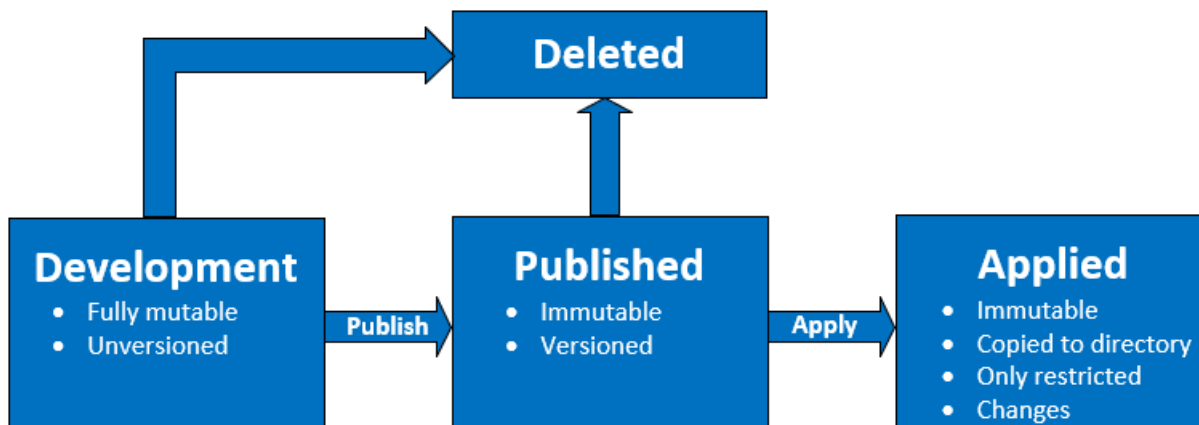 Deleted
Development
• Fully mutable
• Unversioned
Publish
Published
• Immutable
• Versioned
Apply
Applied
• Immutable
• Copied to directory
• Only restricted
• Changes